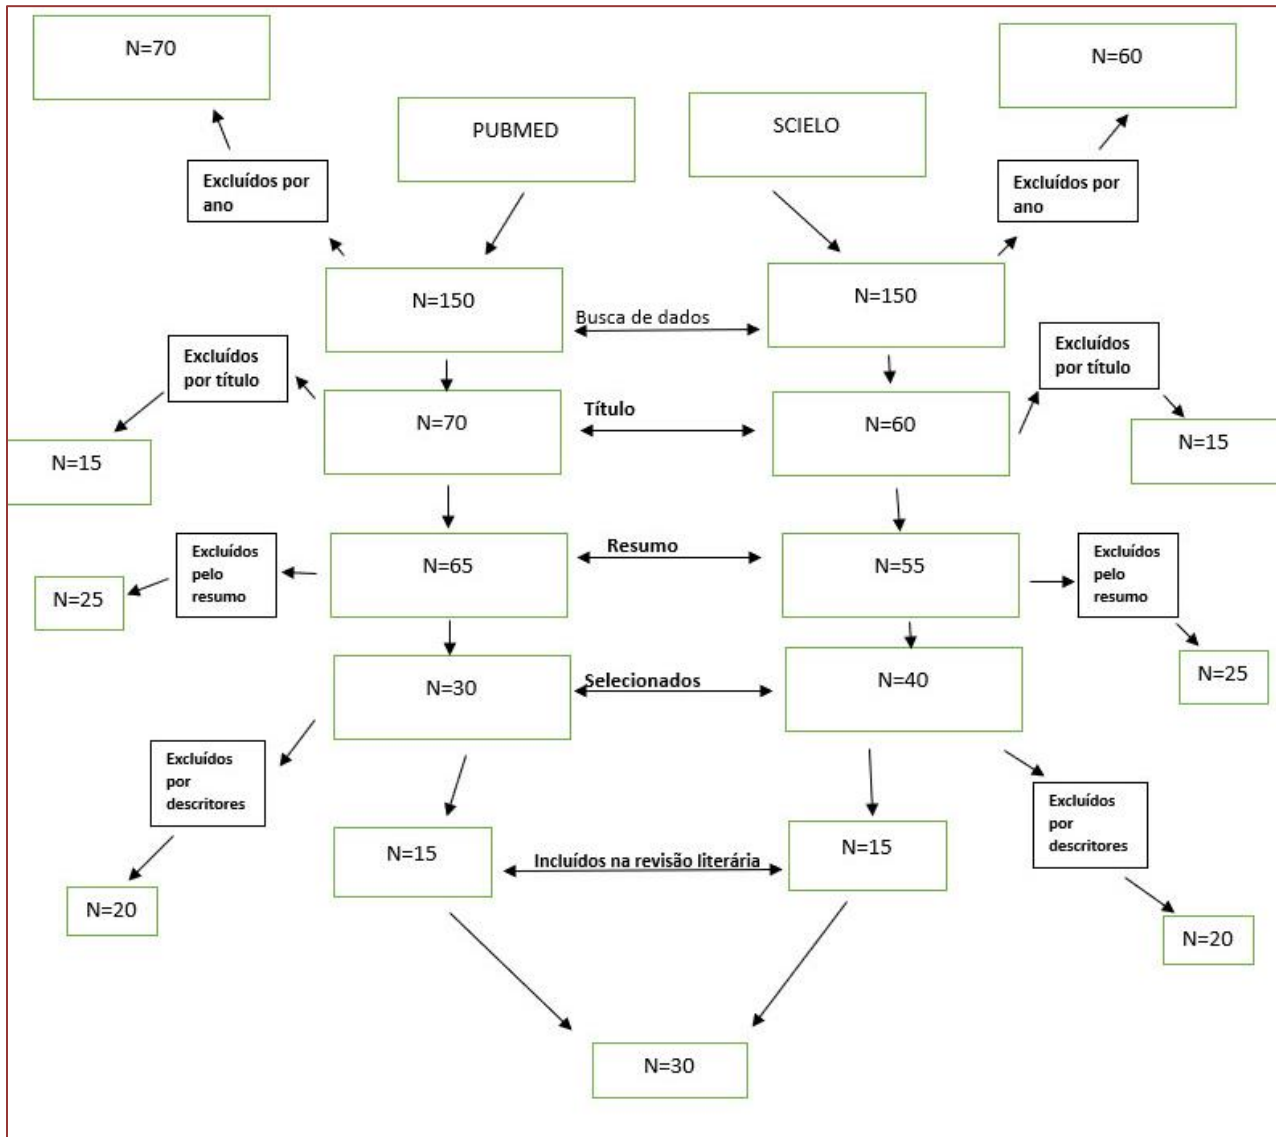 N=70
N=60
PUBMED
SCIELO
Excluídos por
ano
Excluídos por
ano
N=150
Busca de dados
N=150
Excluídos
por título
Excluídos
por título
N=70
Título
N=60
N=15
N=15
Excluídos
pelo
resumo
N=65
Resumo
N=55
Excluídos
pelo
resumo
N=25
N=25
N=30
Selecionados
N=40
Excluídos
por
descritores
Excluídos
por
descritores
N=15
Incluídos na revisão literária
N=15
N=20
N=20
N=30